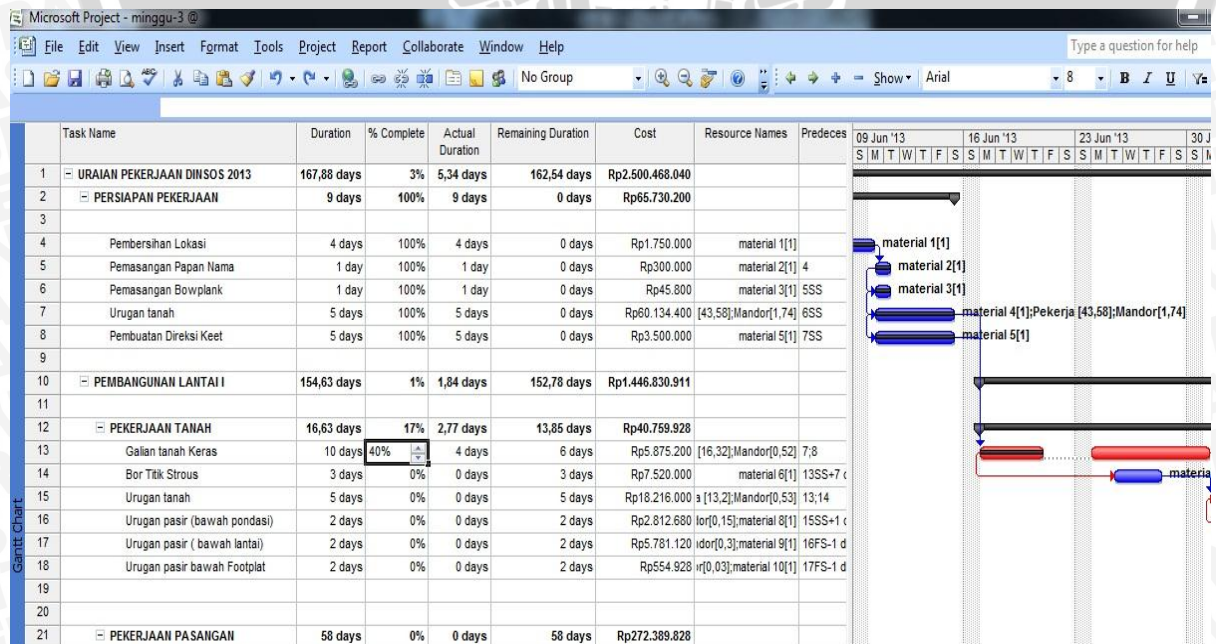 Microsoft Project - minggu-3 @
File Edit View Insert Format Tools Project Report Collaborate Window Help Type a question for help
No Group Show Arial 8 B I U
Task Name Duration % Complete Actual Duration Remaining Duration Cost Resource Names Predeces 09 Jun '13 16 Jun '13 23 Jun '13 30 J
S M T W T F S S M T W T F S S M T W T F S S M
1 URAIAN PEKERJAAN DINSOS 2013 167,88 days 3% 5,34 days 162,54 days Rp2.500.468.040
2 PERSIAPAN PEKERJAAN 9 days 100% 9 days 0 days Rp65.730.200
3
4 Pembersihan Lokasi 4 days 100% 4 days 0 days Rp1.750.000 material 1[1] material 1[1]
5 Pemasangan Papan Nama 1 day 100% 1 day 0 days Rp300.000 material 2[1] 4 material 2[1]
6 Pemasangan Bowplank 1 day 100% 1 day 0 days Rp45.800 material 3[1] 5SS material 3[1]
7 Urugan tanah 5 days 100% 5 days 0 days Rp60.134.400 [43,58];Mandor[1,74] 6SS material 4[1];Pekerja [43,58];Mandor[1,74]
8 Pembuatan Direksi Keet 5 days 100% 5 days 0 days Rp3.500.000 material 5[1] 7SS material 5[1]
9
10 PEMBANGUNAN LANTAI I 154,63 days 1% 1,84 days 152,78 days Rp1.446.830.911
11
12 PEKERJAAN TANAH 16,63 days 17% 2,77 days 13,85 days Rp40.759.928
13 Galian tanah Keras 10 days 40% 4 days 6 days Rp5.875.200 [16,32];Mandor[0,52] 7;8
14 Bor Titik Strous 3 days 0% 0 days 3 days Rp7.520.000 material 6[1] 13SS+7 materia
15 Urugan tanah 5 days 0% 0 days 5 days Rp18.216.000 a [13,2];Mandor[0,53] 13;14
16 Urugan pasir (bawah pondasi) 2 days 0% 0 days 2 days Rp2.812.680 dor[0,15];material 8[1] 15SS+1
17 Urugan pasir ( bawah lantai) 2 days 0% 0 days 2 days Rp5.781.120 dor[0,3];material 9[1] 16FS-1 d
18 Urugan pasir bawah Footplat 2 days 0% 0 days 2 days Rp554.928 r[0,03];material 10[1] 17FS-1 d
19
20
21 PEKERJAAN PASANGAN 58 days 0% 0 days 58 days Rp272.389.828
Gantt Chart